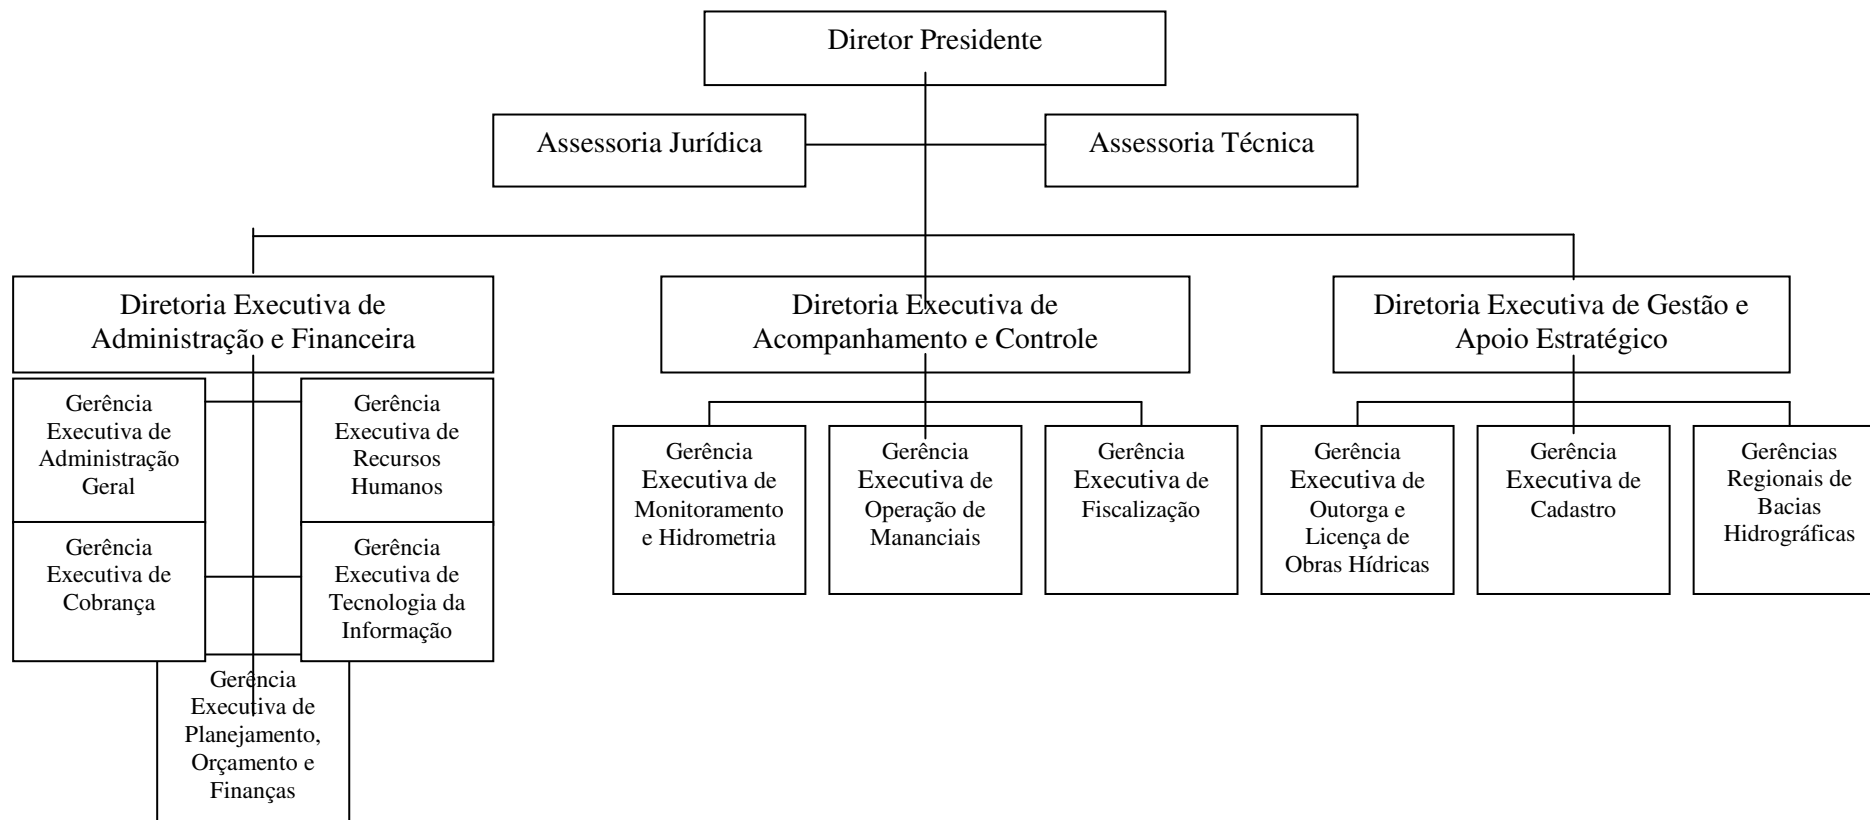 Diretor Presidente
Assessoria Jurídica
Assessoria Técnica
Diretoria Executiva de
Administração e Financeira
Diretoria Executiva de
Acompanhamento e Controle
Diretoria Executiva de Gestão e
Apoio Estratégico
Gerência
Executiva de
Administração
Geral
Gerência
Executiva de
Recursos
Humanos
Gerência
Executiva de
Cobrança
Gerência
Executiva de
Tecnologia da
Informação
Gerência
Executiva de
Planejamento,
Orçamento e
Finanças
Gerência
Executiva de
Monitoramento
e Hidrometria
Gerência
Executiva de
Operação de
Mananciais
Gerência
Executiva de
Fiscalização
Gerência
Executiva de
Outorga e
Licença de
Obras Hídricas
Gerência
Executiva de
Cadastro
Gerências
Regionais de
Bacias
Hidrográficas